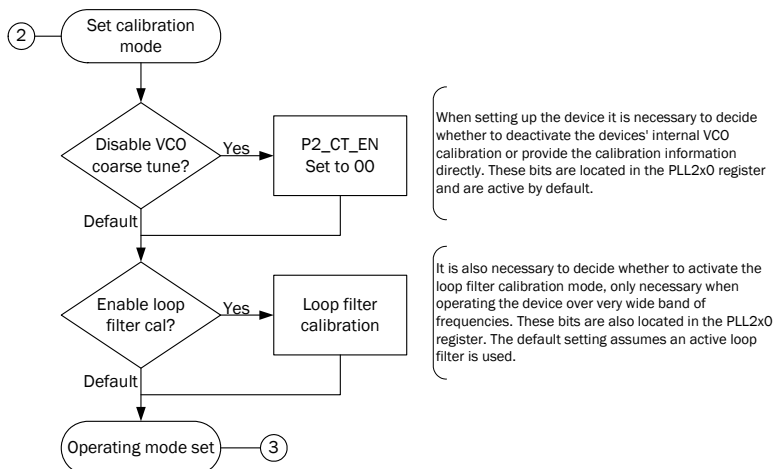 2
Set calibration
mode
Disable VCO
coarse tune?
Yes
P2_CT_EN
Set to 00
When setting up the device it is necessary to decide
whether to deactivate the devices' internal VCO
calibration or provide the calibration information
directly. These bits are located in the PLL2x0 register
and are active by default.
Default
Enable loop
filter cal?
Yes
Loop filter
calibration
It is also necessary to decide whether to activate the
loop filter calibration mode, only necessary when
operating the device over very wide band of
frequencies. These bits are also located in the PLL2x0
register. The default setting assumes an active loop
filter is used.
Default
Operating mode set
3